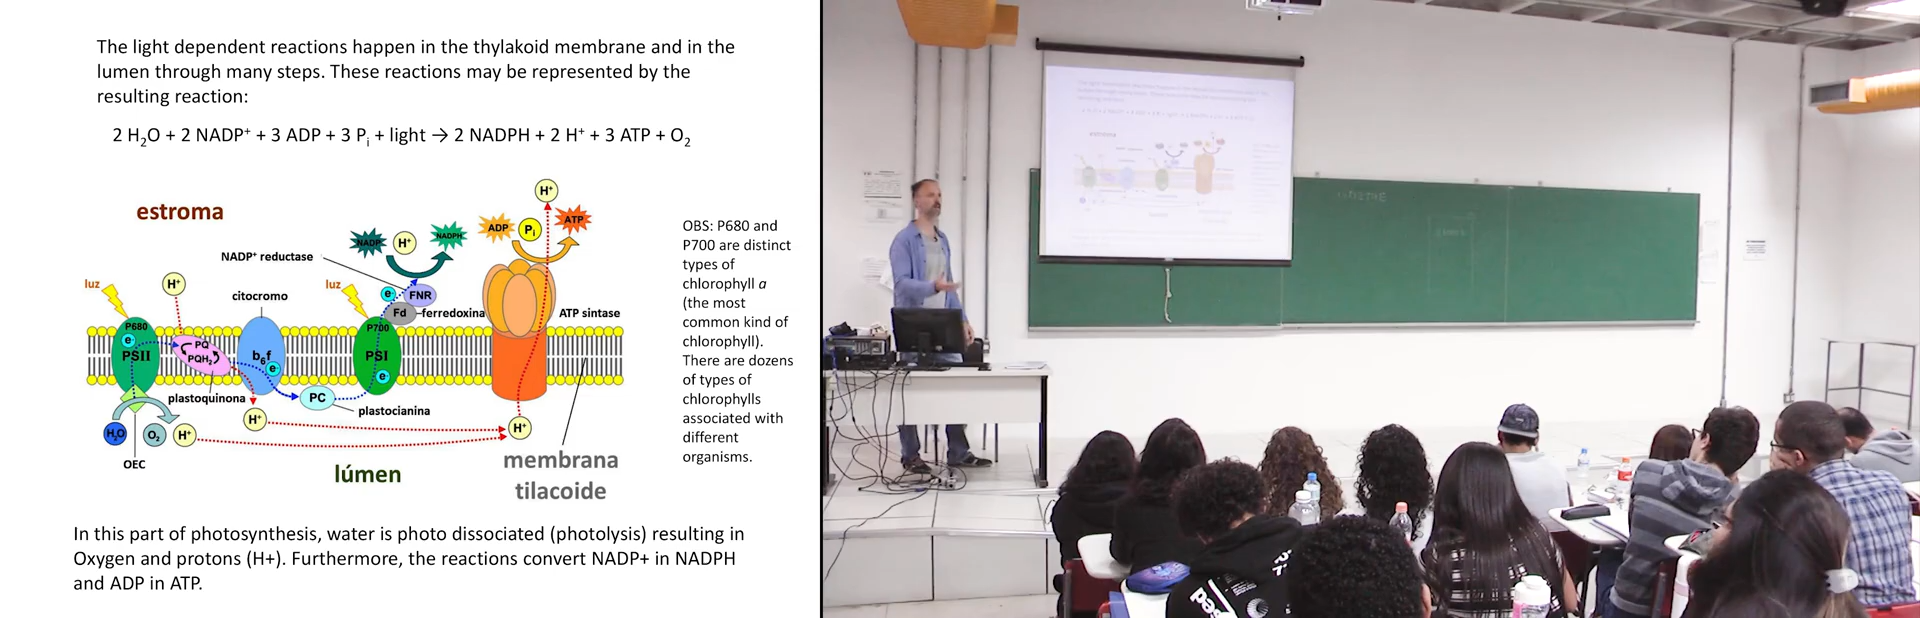 The light dependent reactions happen in the thylakoid membrane and in the
lumen through many steps. These reactions may be represented by the
resulting reaction:
2 H₂O + 2 NADP⁺ + 3 ADP + 3 Pᵢ + light → 2 NADPH + 2 H⁺ + 3 ATP + O₂
estroma
H⁺
ADP
Pᵢ
ATP
NADP⁺
H⁺
NADPH
NADP⁺ reductase
luz
H⁺
citocromo
luz
e⁻
FNR
Fd
ferredoxina
ATP sintase
P680
e⁻
PSII
PQ
PQH₂
b₆f
e⁻
P700
PSI
e⁻
plastoquinona
PC
plastocianina
H₂O
O₂
H⁺
H⁺
H⁺
OEC
lúmen
membrana
tilacoide
OBS: P680 and
P700 are distinct
types of
chlorophyll a
(the most
common kind of
chlorophyll).
There are dozens
of types of
chlorophylls
associated with
different
organisms.
In this part of photosynthesis, water is photo dissociated (photolysis) resulting in
Oxygen and protons (H+). Furthermore, the reactions convert NADP+ in NADPH
and ADP in ATP.
estroma